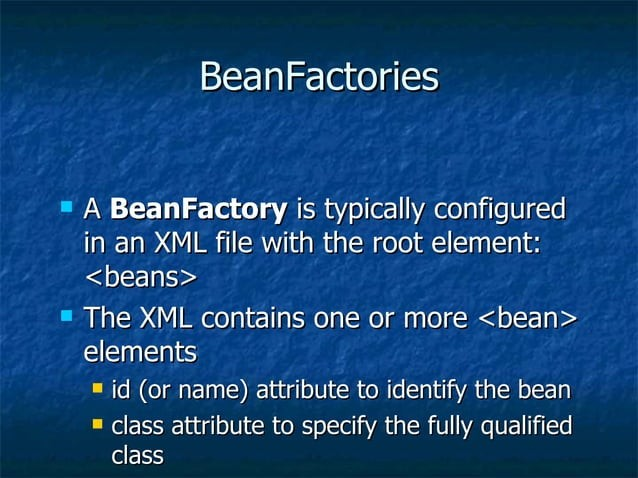 BeanFactories
A BeanFactory is typically configured
in an XML file with the root element:
<beans>
The XML contains one or more <bean>
elements
id (or name) attribute to identify the bean
class attribute to specify the fully qualified
class